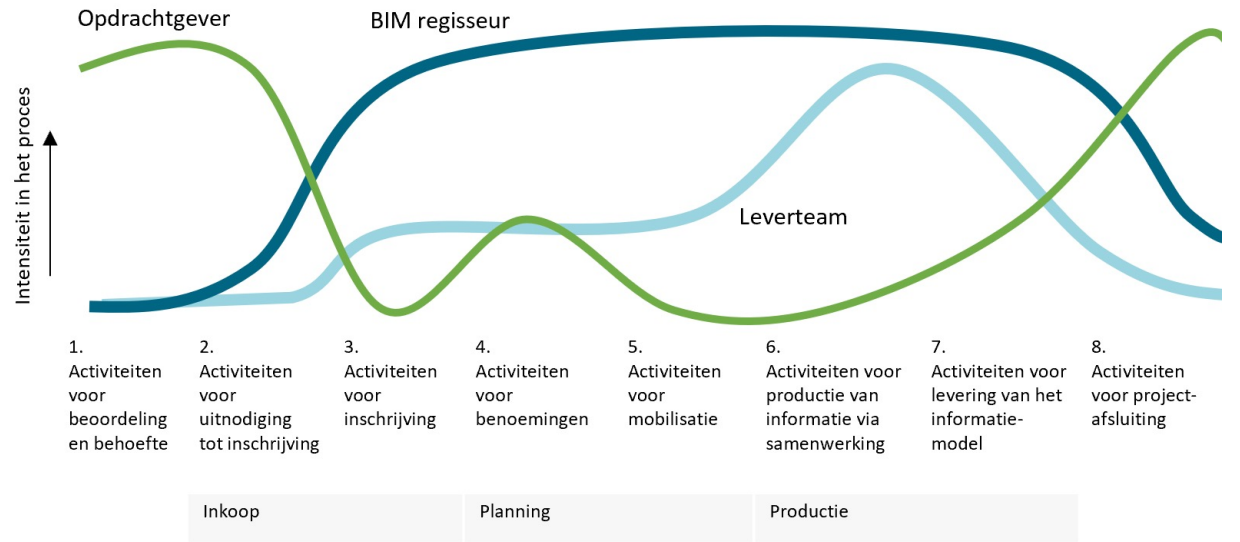 Opdrachtgever
BIM regisseur
Intensiteit in het proces
Leverteam
1.
Activiteiten
voor
beoordeling
en behoefte
2.
Activiteiten
voor
uitnodiging
tot inschrijving
3.
Activiteiten
voor
inschrijving
4.
Activiteiten
voor
benoemingen
5.
Activiteiten
voor
mobilisatie
6.
Activiteiten voor
productie van
informatie via
samenwerking
7.
Activiteiten voor
levering van het
informatie-
model
8.
Activiteiten
voor project-
afsluiting
Inkoop
Planning
Productie